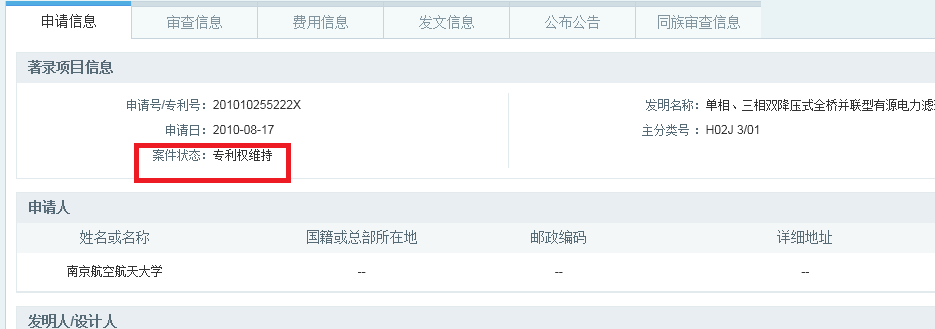 申请信息 审查信息 费用信息 发文信息 公布公告 同族审查信息
著录项目信息
申请号/专利号：201010255222X 发明名称：单相、三相双降压式全桥并联型有源电力滤
申请日：2010-08-17 主分类号：H02J 3/01
案件状态：专利权维持
申请人
姓名或名称 国籍或总部所在地 邮政编码 详细地址
南京航空航天大学 -- -- --
发明人/设计人